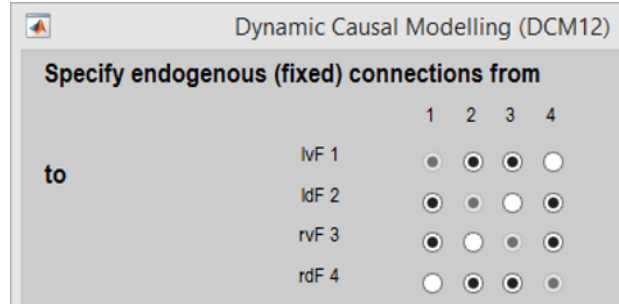 Dynamic Causal Modelling (DCM12)
Specify endogenous (fixed) connections from
1 2 3 4
to
lvF 1
ldF 2
rvF 3
rdF 4